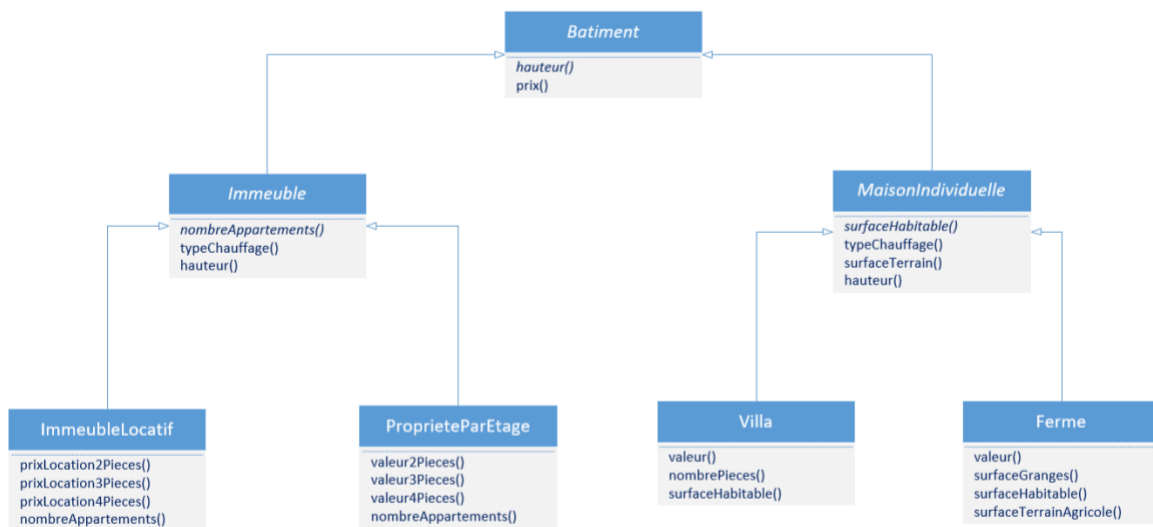 Batiment
hauteur()
prix()
Immeuble
nombreAppartements()
typeChauffage()
hauteur()
MaisonIndividuelle
surfaceHabitable()
typeChauffage()
surfaceTerrain()
hauteur()
ImmeubleLocatif
prixLocation2Pieces()
prixLocation3Pieces()
prixLocation4Pieces()
nombreAppartements()
ProprieteParEtage
valeur2Pieces()
valeur3Pieces()
valeur4Pieces()
nombreAppartements()
Villa
valeur()
nombrePieces()
surfaceHabitable()
Ferme
valeur()
surfaceGranges()
surfaceHabitable()
surfaceTerrainAgricole()